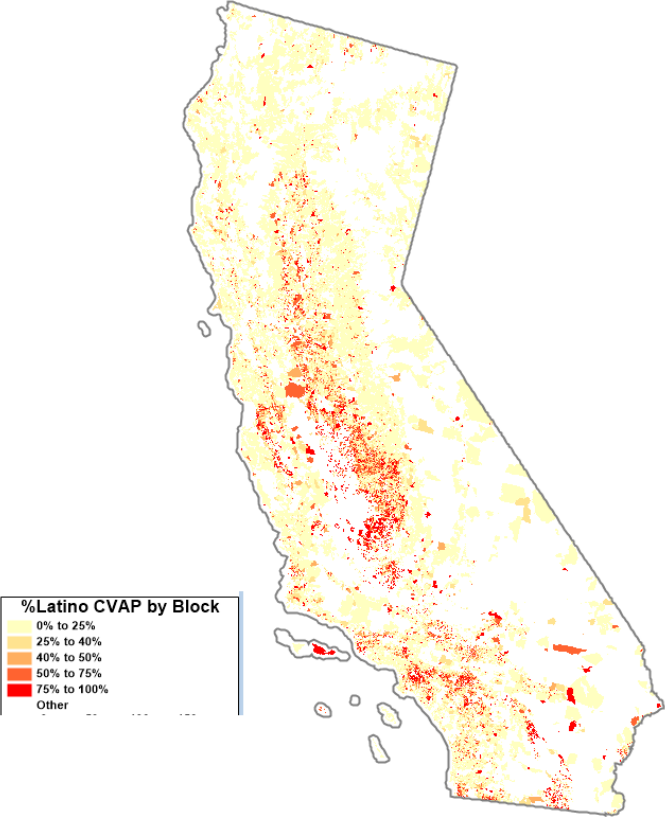 %Latino CVAP by Block
0% to 25%
25% to 40%
40% to 50%
50% to 75%
75% to 100%
Other